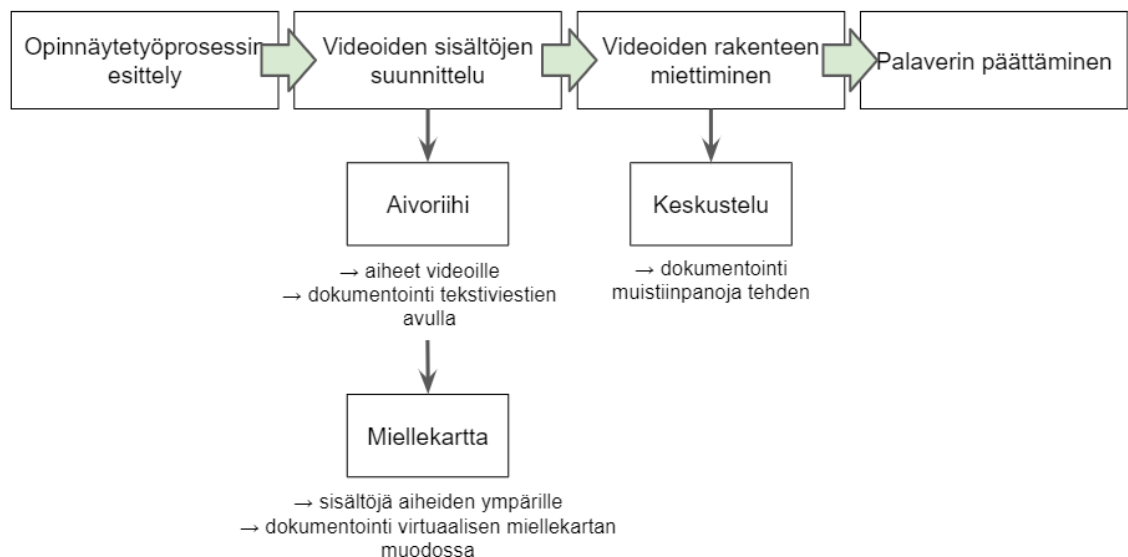 Opinnäytetyöprosessin
esittely
Videoiden sisältöjen
suunnittelu
Videoiden rakenteen
miettiminen
Palaverin päättäminen
Aivoriihi
→ aiheet videoille
→ dokumentointi tekstiviestien
avulla
Keskustelu
→ dokumentointi
muistiinpanoja tehden
Miellekartta
→ sisältöjä aiheiden ympärille
→ dokumentointi virtuaalisen miellekartan
muodossa